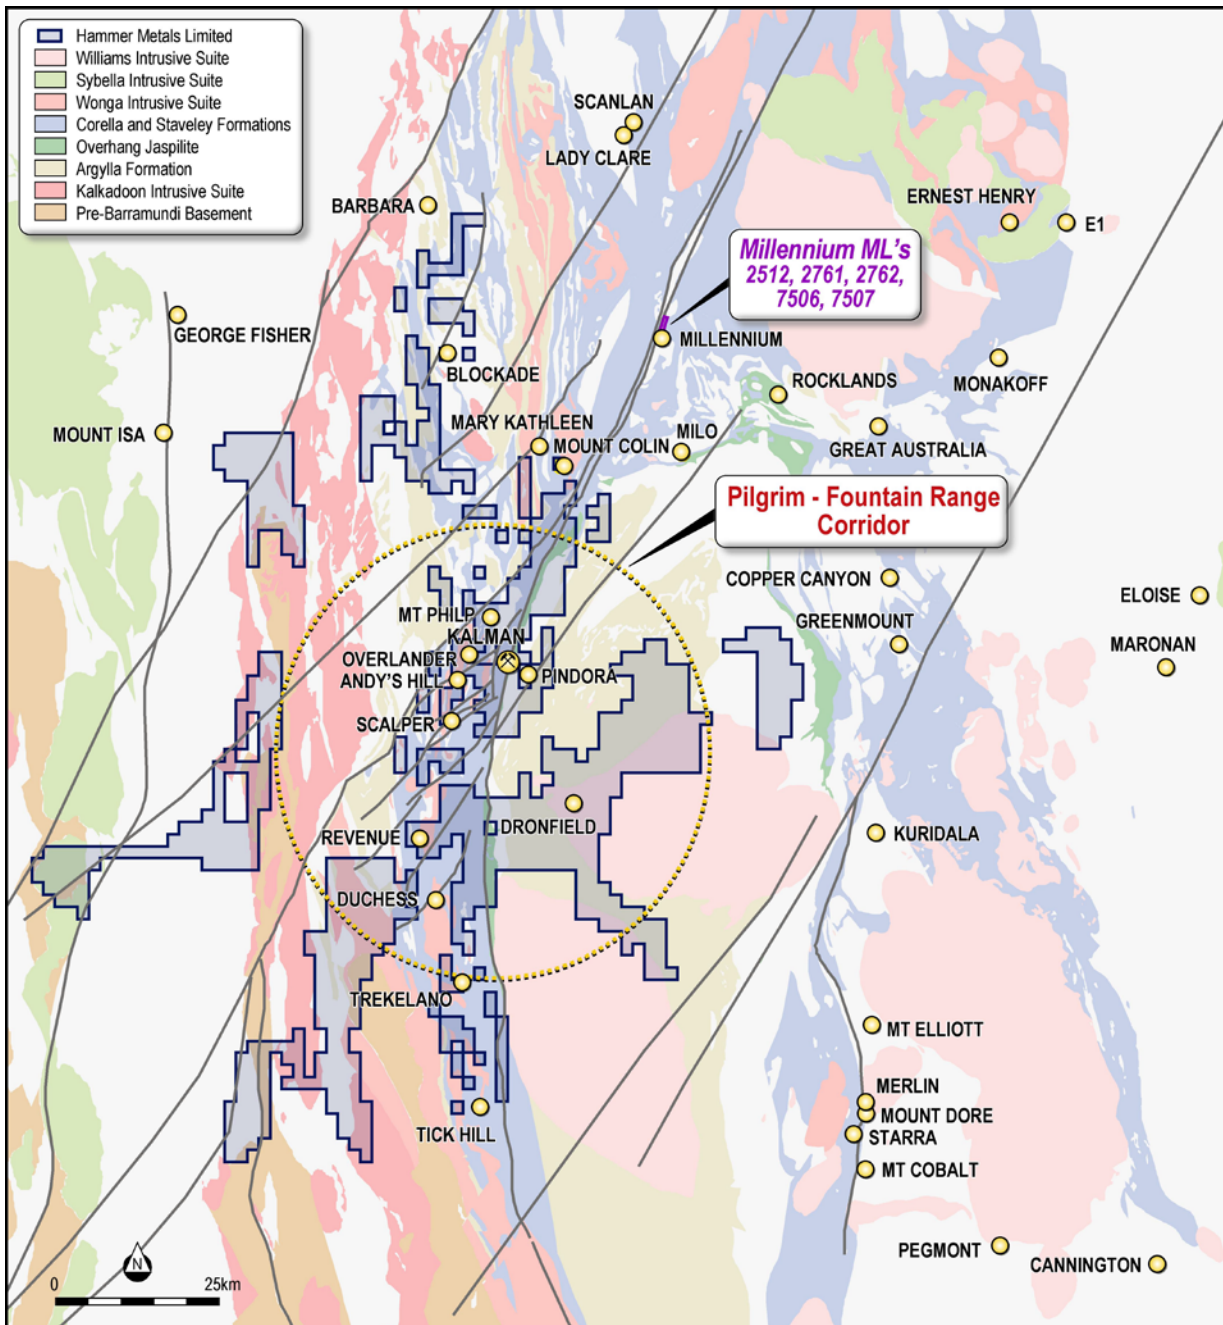 Hammer Metals Limited
Williams Intrusive Suite
Sybella Intrusive Suite
Wonga Intrusive Suite
Corella and Staveley Formations
Overhang Jaspilite
Argylla Formation
Kalkadoon Intrusive Suite
Pre-Barramundi Basement
SCANLAN
LADY CLARE
BARBARA
ERNEST HENRY
E1
Millennium ML's
2512, 2761, 2762,
7506, 7507
GEORGE FISHER
MILLENNIUM
BLOCKADE
MONAKOFF
ROCKLANDS
MARY KATHLEEN
MOUNT ISA
MOUNT COLIN
MILO
GREAT AUSTRALIA
Pilgrim - Fountain Range
Corridor
COPPER CANYON
ELOISE
MT PHILP
GREENMOUNT
KALMAN
MARONAN
OVERLANDER
ANDY'S HILL
PINDORA
SCALPER
DRONFIELD
REVENUE
KURIDALA
DUCHESS
TREKELANO
MT ELLIOTT
MERLIN
MOUNT DORE
TICK HILL
STARRA
MT COBALT
PEGMONT
CANNINGTON
N
0 25km